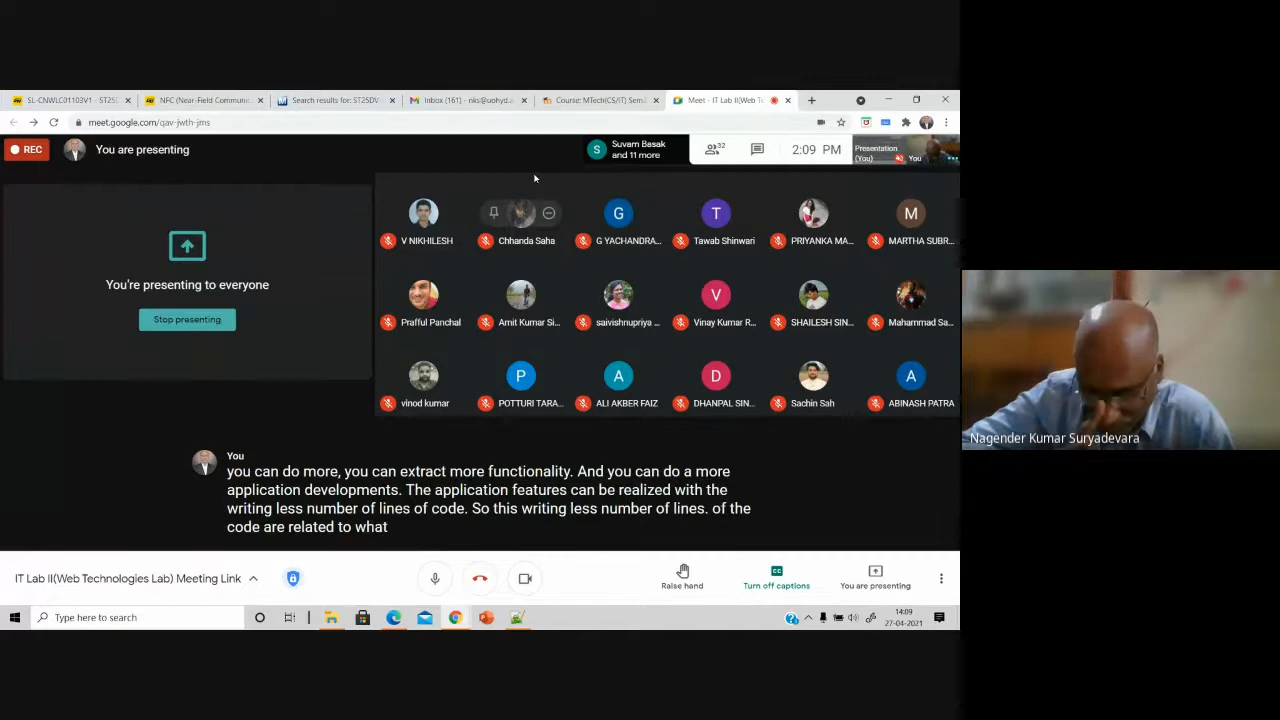 SL-CNWLC01103V1 - ST25
NFC (Near-Field Communic
Search results for: ST25DV
Inbox (161) - nks@uohyd.a
Course: MTech(CS/IT) Sem
Meet - IT Lab II(Web Te
meet.google.com/qav-jwth-jms
REC
You are presenting
S
Suvam Basak
and 11 more
32
2:09 PM
Presentation
(You)
You
You're presenting to everyone
Stop presenting
V NIKHILESH
Chhanda Saha
G
G YACHANDRA...
T
Tawab Shinwari
PRIYANKA MA...
M
MARTHA SUBR...
Prafful Panchal
Amit Kumar Si...
saivishnupriya ...
V
Vinay Kumar R...
SHAILESH SIN...
Mahammad Sa...
vinod kumar
P
POTTURI TARA...
A
ALI AKBER FAIZ
D
DHANPAL SIN...
Sachin Sah
A
ABINASH PATRA
Nagender Kumar Suryadevara
You
you can do more, you can extract more functionality. And you can do a more
application developments. The application features can be realized with the
writing less number of lines of code. So this writing less number of lines. of the
code are related to what
IT Lab II(Web Technologies Lab) Meeting Link
Raise hand
CC
Turn off captions
You are presenting
Type here to search
14:09
27-04-2021